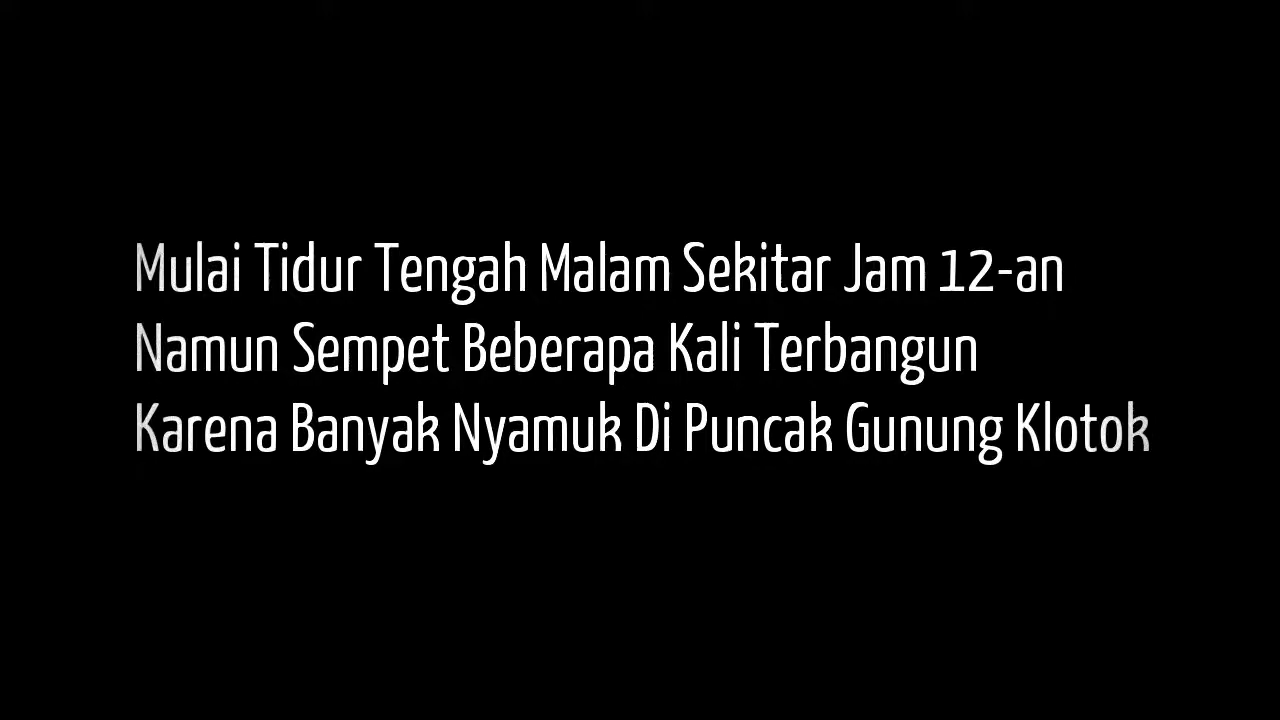 Mulai Tidur Tengah Malam Sekitar Jam 12-an
Namun Sempet Beberapa Kali Terbangun
Karena Banyak Nyamuk Di Puncak Gunung Klotok